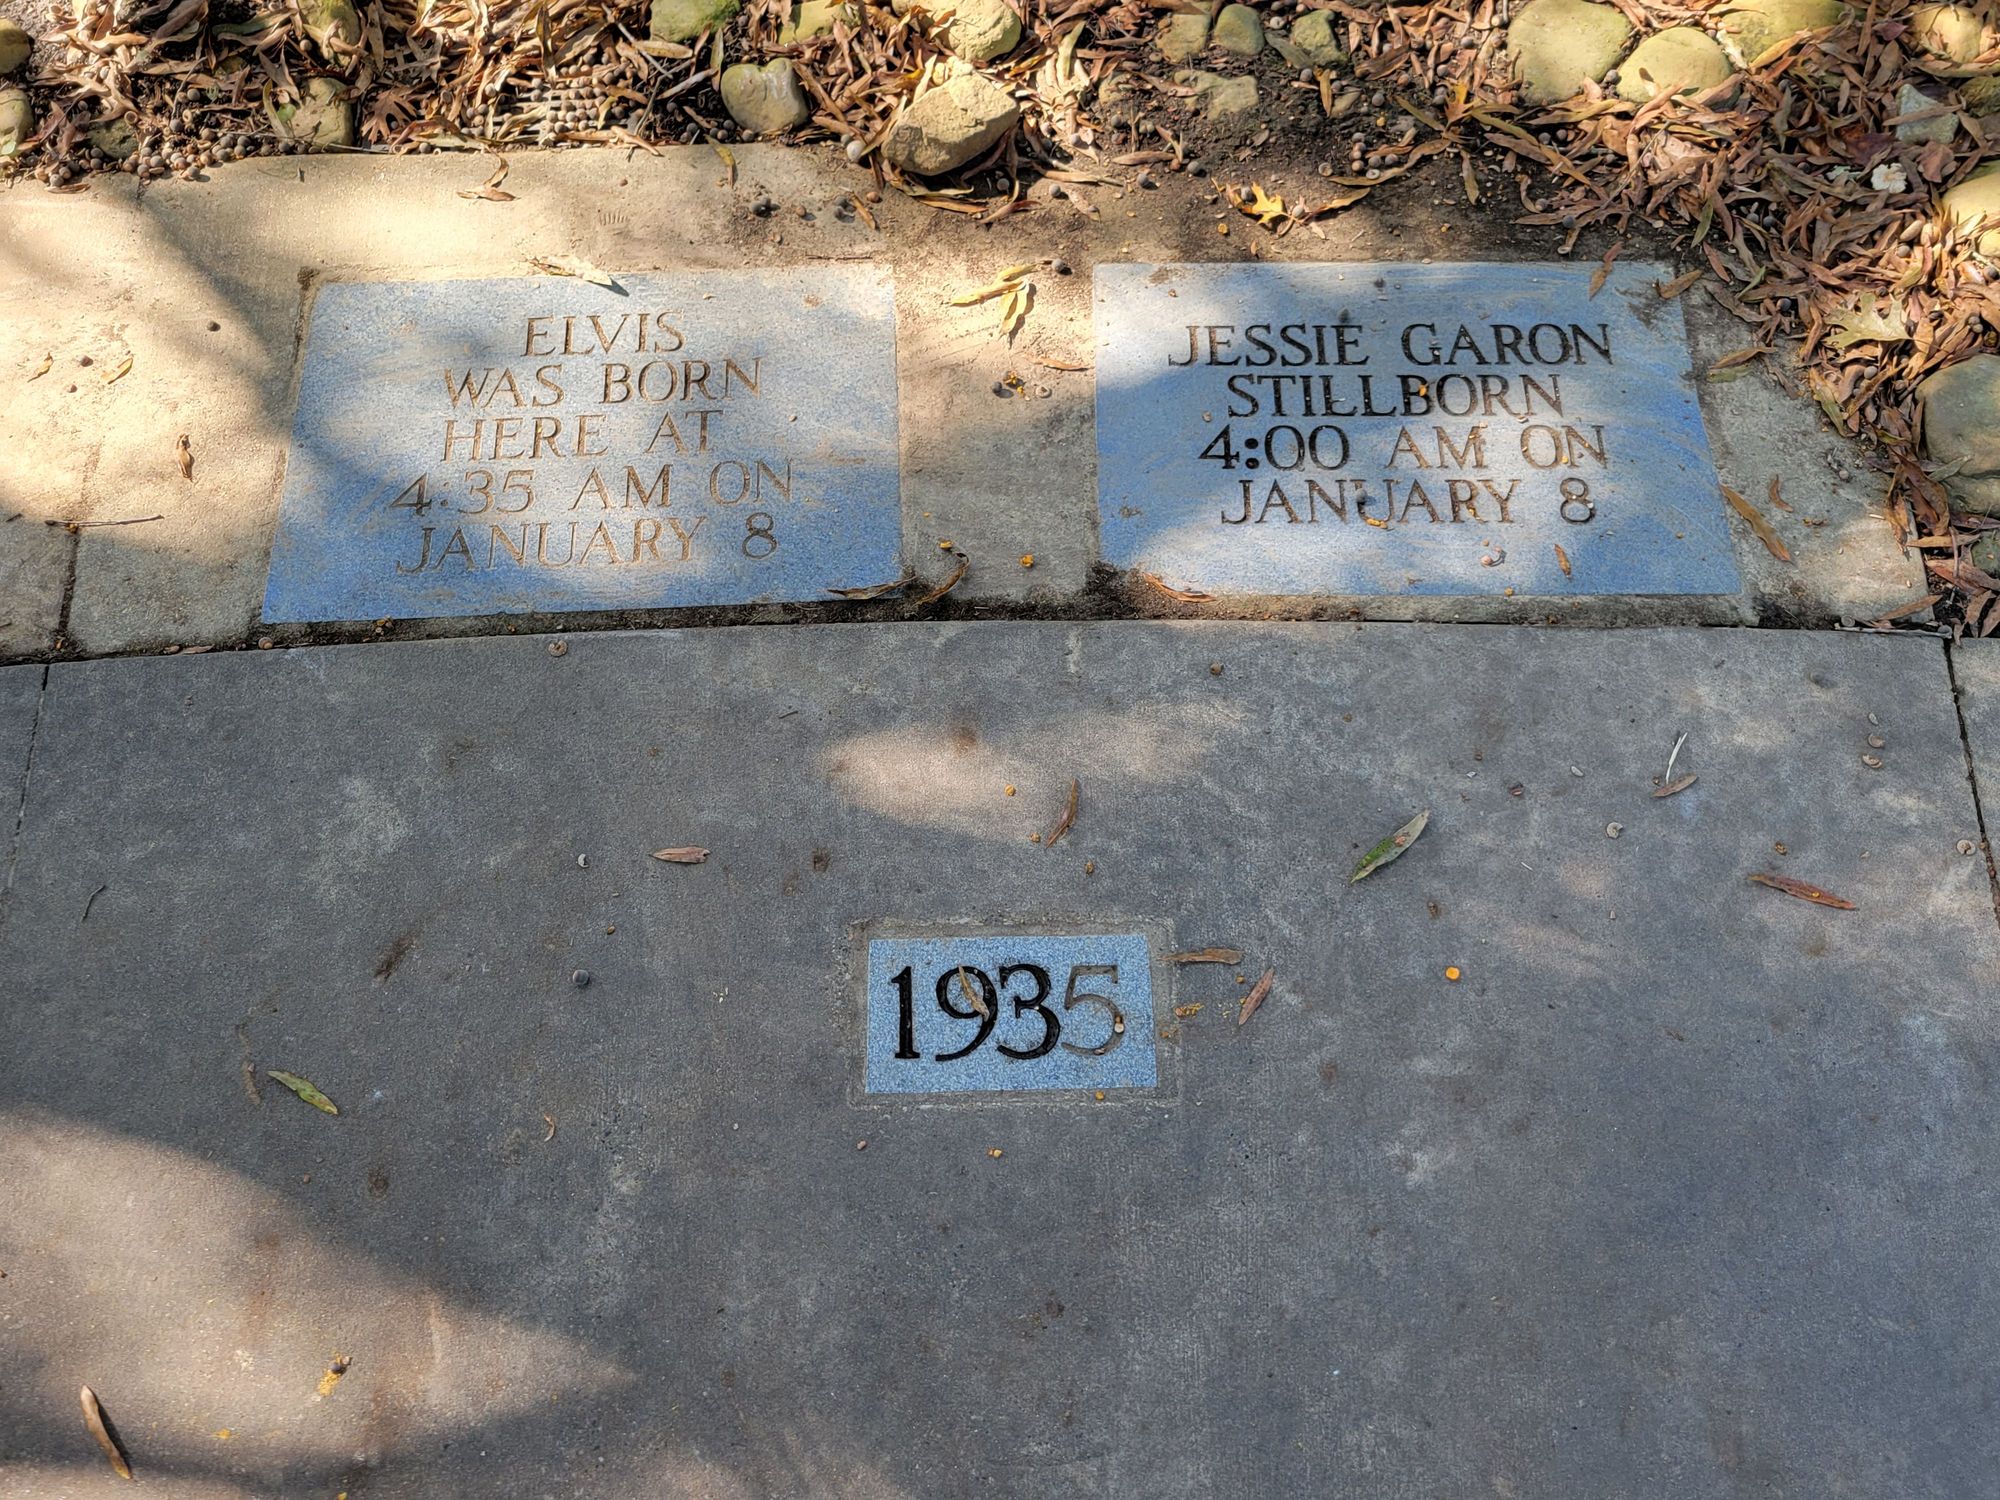 ELVIS
WAS BORN
HERE AT
4:35 AM ON
JANUARY 8
JESSIE GARON
STILLBORN
4:00 AM ON
JANUARY 8
1935